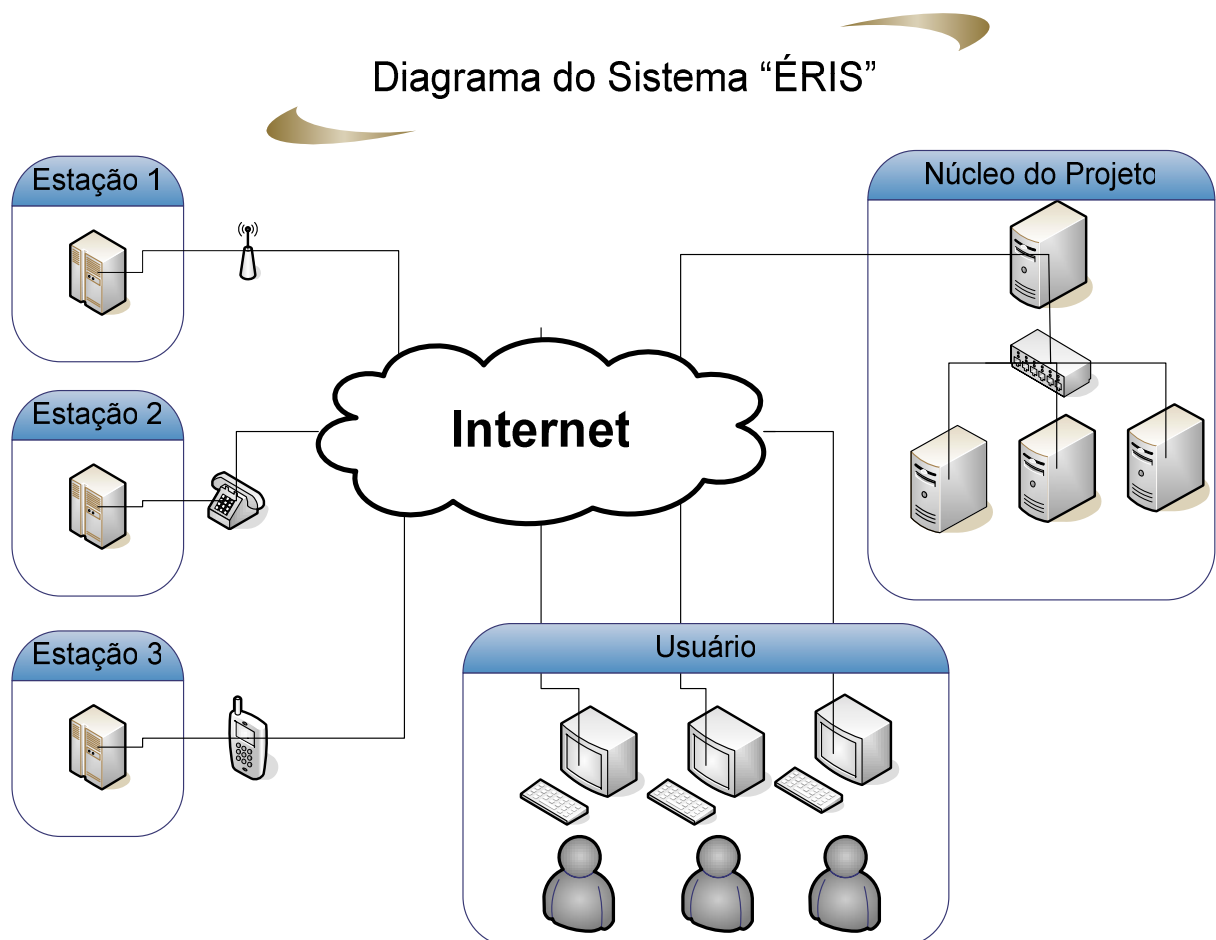 Diagrama do Sistema “ÉRIS”
Estação 1
Núcleo do Projeto
Estação 2
Internet
Estação 3
Usuário